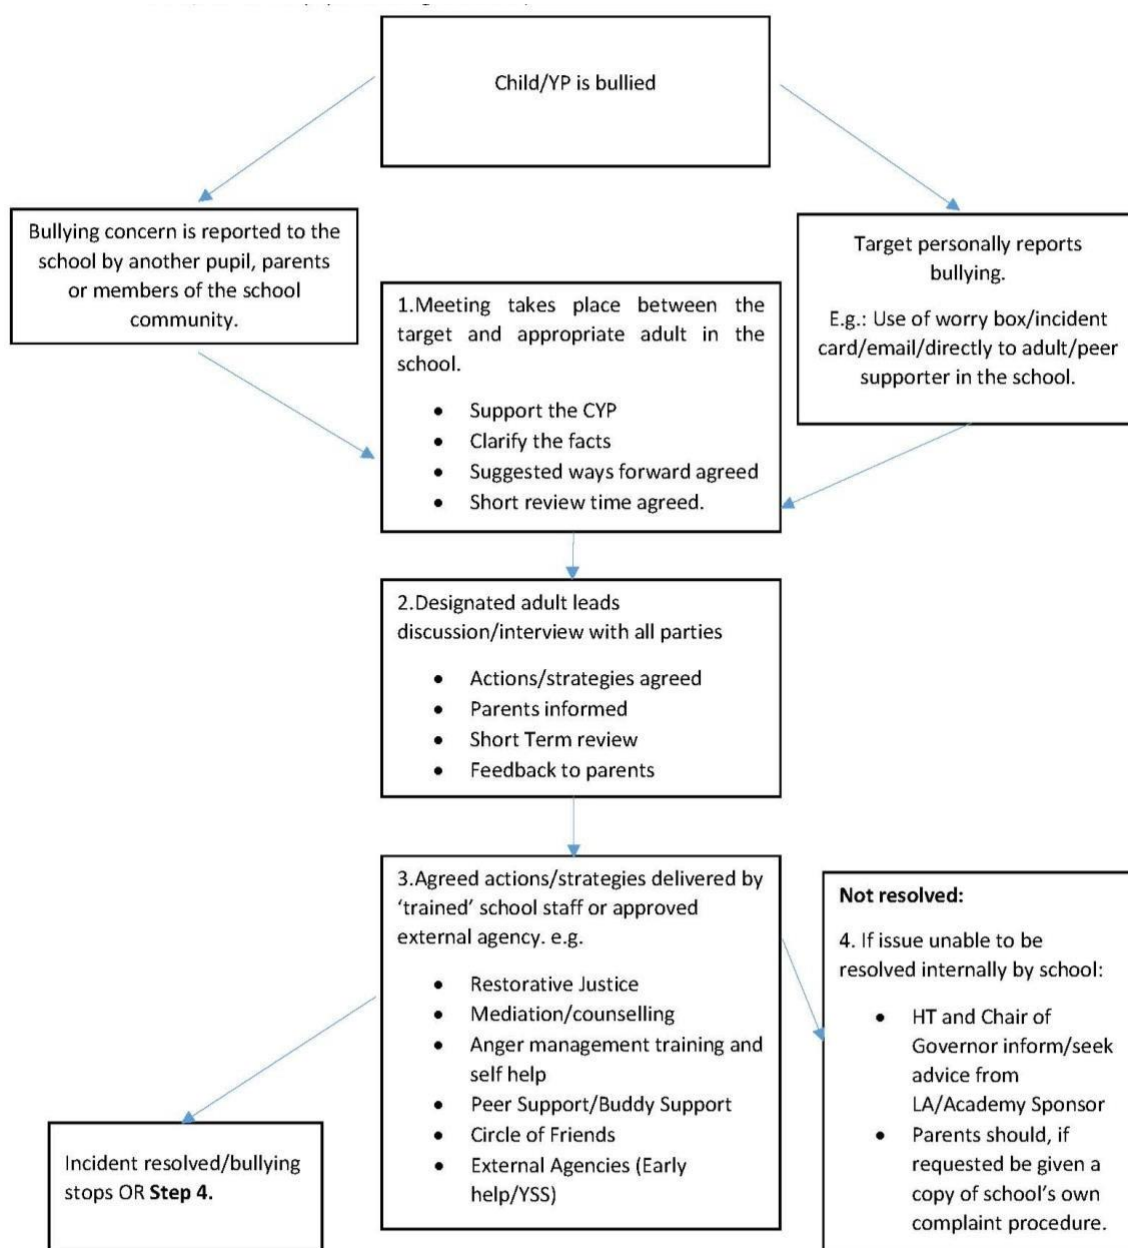 Child/YP is bullied
Bullying concern is reported to the
school by another pupil, parents
or members of the school
community.
Target personally reports
bullying.
E.g.: Use of worry box/incident
card/email/directly to adult/peer
supporter in the school.
1.Meeting takes place between the
target and appropriate adult in the
school.
• Support the CYP
• Clarify the facts
• Suggested ways forward agreed
• Short review time agreed.
2.Designated adult leads
discussion/interview with all parties
• Actions/strategies agreed
• Parents informed
• Short Term review
• Feedback to parents
3.Agreed actions/strategies delivered by
‘trained’ school staff or approved
external agency. e.g.
• Restorative Justice
• Mediation/counselling
• Anger management training and
self help
• Peer Support/Buddy Support
• Circle of Friends
• External Agencies (Early
help/YSS)
Not resolved:
4. If issue unable to be
resolved internally by school:
• HT and Chair of
Governor inform/seek
advice from
LA/Academy Sponsor
• Parents should, if
requested be given a
copy of school’s own
complaint procedure.
Incident resolved/bullying
stops OR Step 4.